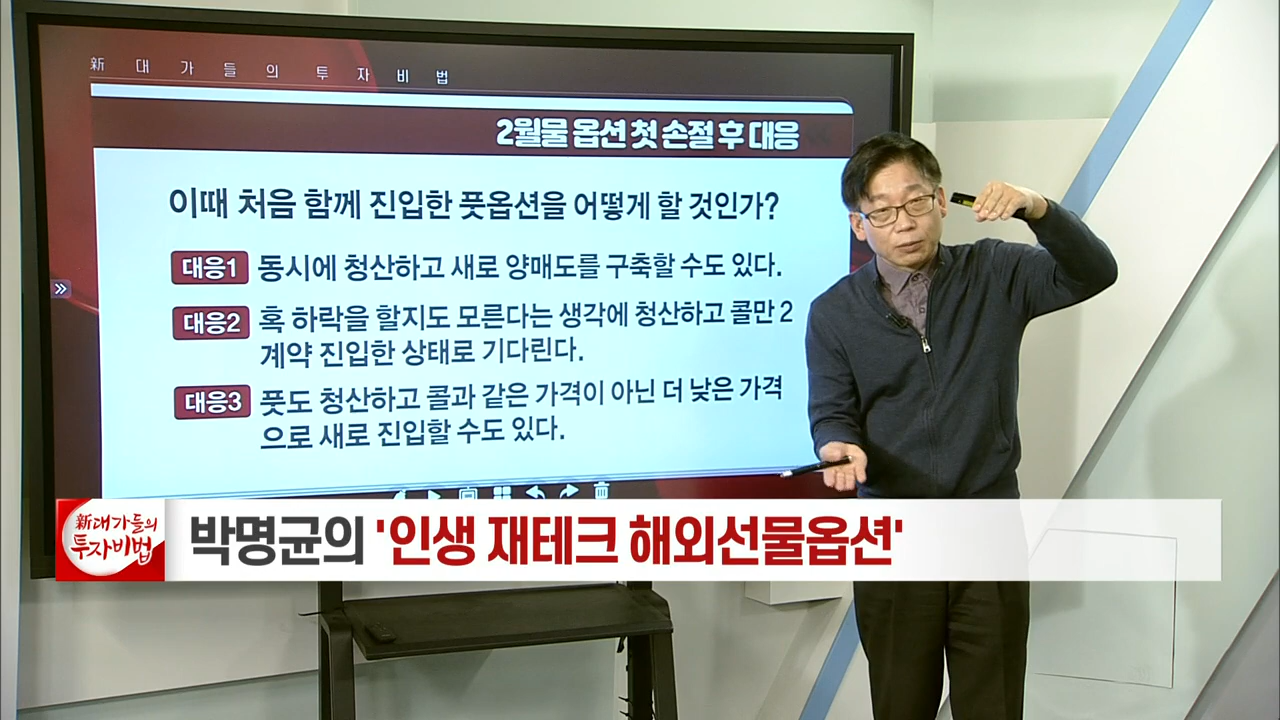 新 대 가 들 의 투 자 비 법
2월물 옵션 첫 손절 후 대응
이때 처음 함께 진입한 풋옵션을 어떻게 할 것인가?
대응1 동시에 청산하고 새로 양매도를 구축할 수도 있다.
대응2 혹 하락을 할지도 모른다는 생각에 청산하고 콜만 2
계약 진입한 상태로 기다린다.
대응3 풋도 청산하고 콜과 같은 가격이 아닌 더 낮은 가격
으로 새로 진입할 수도 있다.
新대가들의
투자비법
박명균의 '인생 재테크 해외선물옵션'